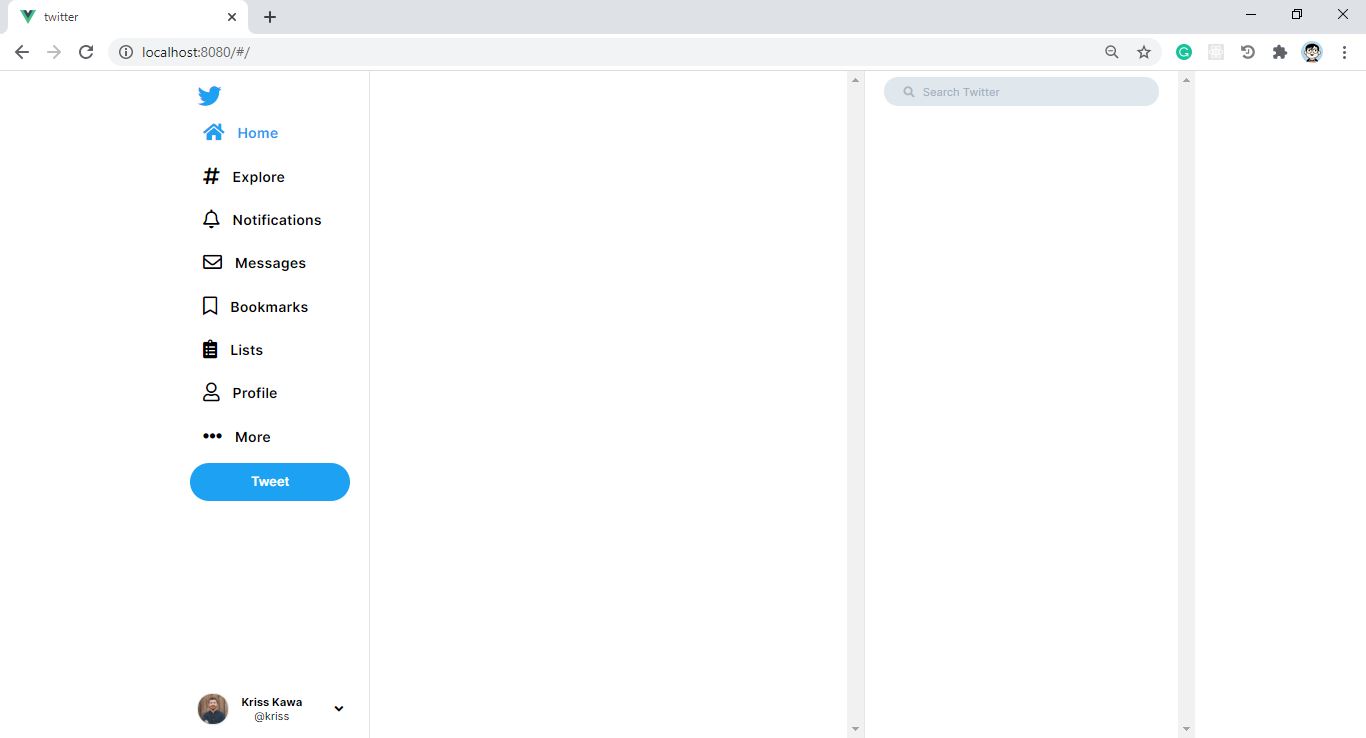 twitter
localhost:8080/#/
Search Twitter
Home
Explore
Notifications
Messages
Bookmarks
Lists
Profile
More
Tweet
Kriss Kawa
@kriss